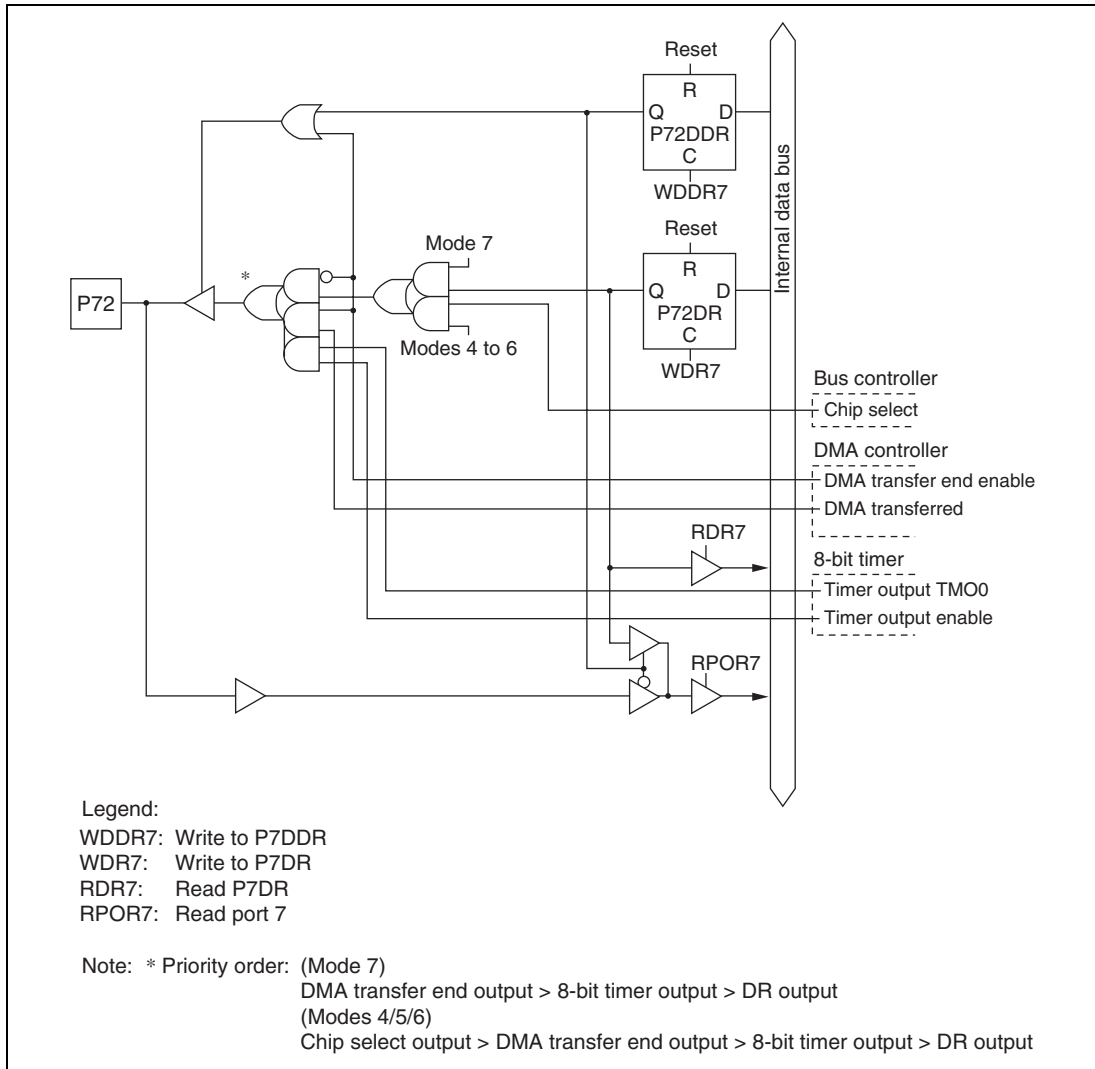 Reset
R
Q D
P72DDR
C
WDDR7
Internal data bus
Reset
R
Q D
P72DR
C
WDR7
Mode 7
Modes 4 to 6
*
P72
Bus controller
Chip select
DMA controller
DMA transfer end enable
DMA transferred
RDR7
8-bit timer
Timer output TMO0
Timer output enable
RPOR7
Legend:
WDDR7: Write to P7DDR
WDR7: Write to P7DR
RDR7: Read P7DR
RPOR7: Read port 7
Note: * Priority order: (Mode 7)
DMA transfer end output > 8-bit timer output > DR output
(Modes 4/5/6)
Chip select output > DMA transfer end output > 8-bit timer output > DR output